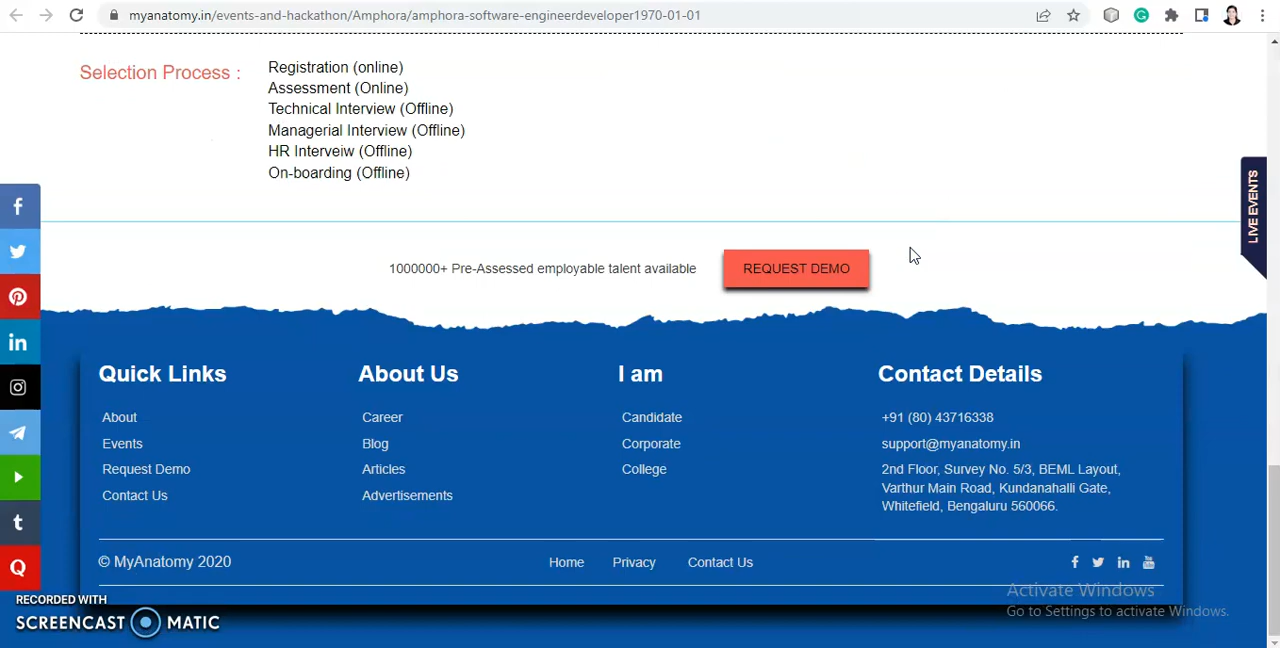 myanatomy.in/events-and-hackathon/Amphora/amphora-software-engineerdeveloper1970-01-01
Selection Process :
Registration (online)
Assessment (Online)
Technical Interview (Offline)
Managerial Interview (Offline)
HR Interveiw (Offline)
On-boarding (Offline)
LIVE EVENTS
1000000+ Pre-Assessed employable talent available
REQUEST DEMO
Quick Links
About
Events
Request Demo
Contact Us
About Us
Career
Blog
Articles
Advertisements
I am
Candidate
Corporate
College
Contact Details
+91 (80) 43716338
support@myanatomy.in
2nd Floor, Survey No. 5/3, BEML Layout,
Varthur Main Road, Kundanahalli Gate,
Whitefield, Bengaluru 560066.
© MyAnatomy 2020
Home Privacy Contact Us
Activate Windows
Go to Settings to activate Windows.
RECORDED WITH
SCREENCAST MATIC